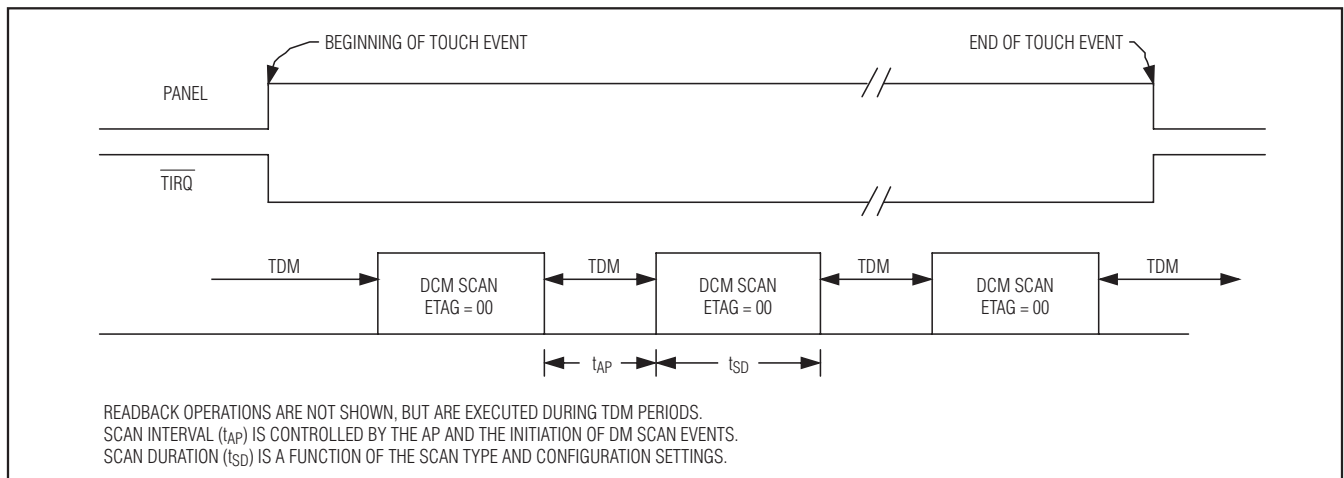 BEGINNING OF TOUCH EVENT
END OF TOUCH EVENT
PANEL
TIRQ
TDM
DCM SCAN
ETAG = 00
TDM
DCM SCAN
ETAG = 00
TDM
DCM SCAN
ETAG = 00
TDM
tAP
tSD
READBACK OPERATIONS ARE NOT SHOWN, BUT ARE EXECUTED DURING TDM PERIODS.
SCAN INTERVAL (tAP) IS CONTROLLED BY THE AP AND THE INITIATION OF DM SCAN EVENTS.
SCAN DURATION (tSD) IS A FUNCTION OF THE SCAN TYPE AND CONFIGURATION SETTINGS.